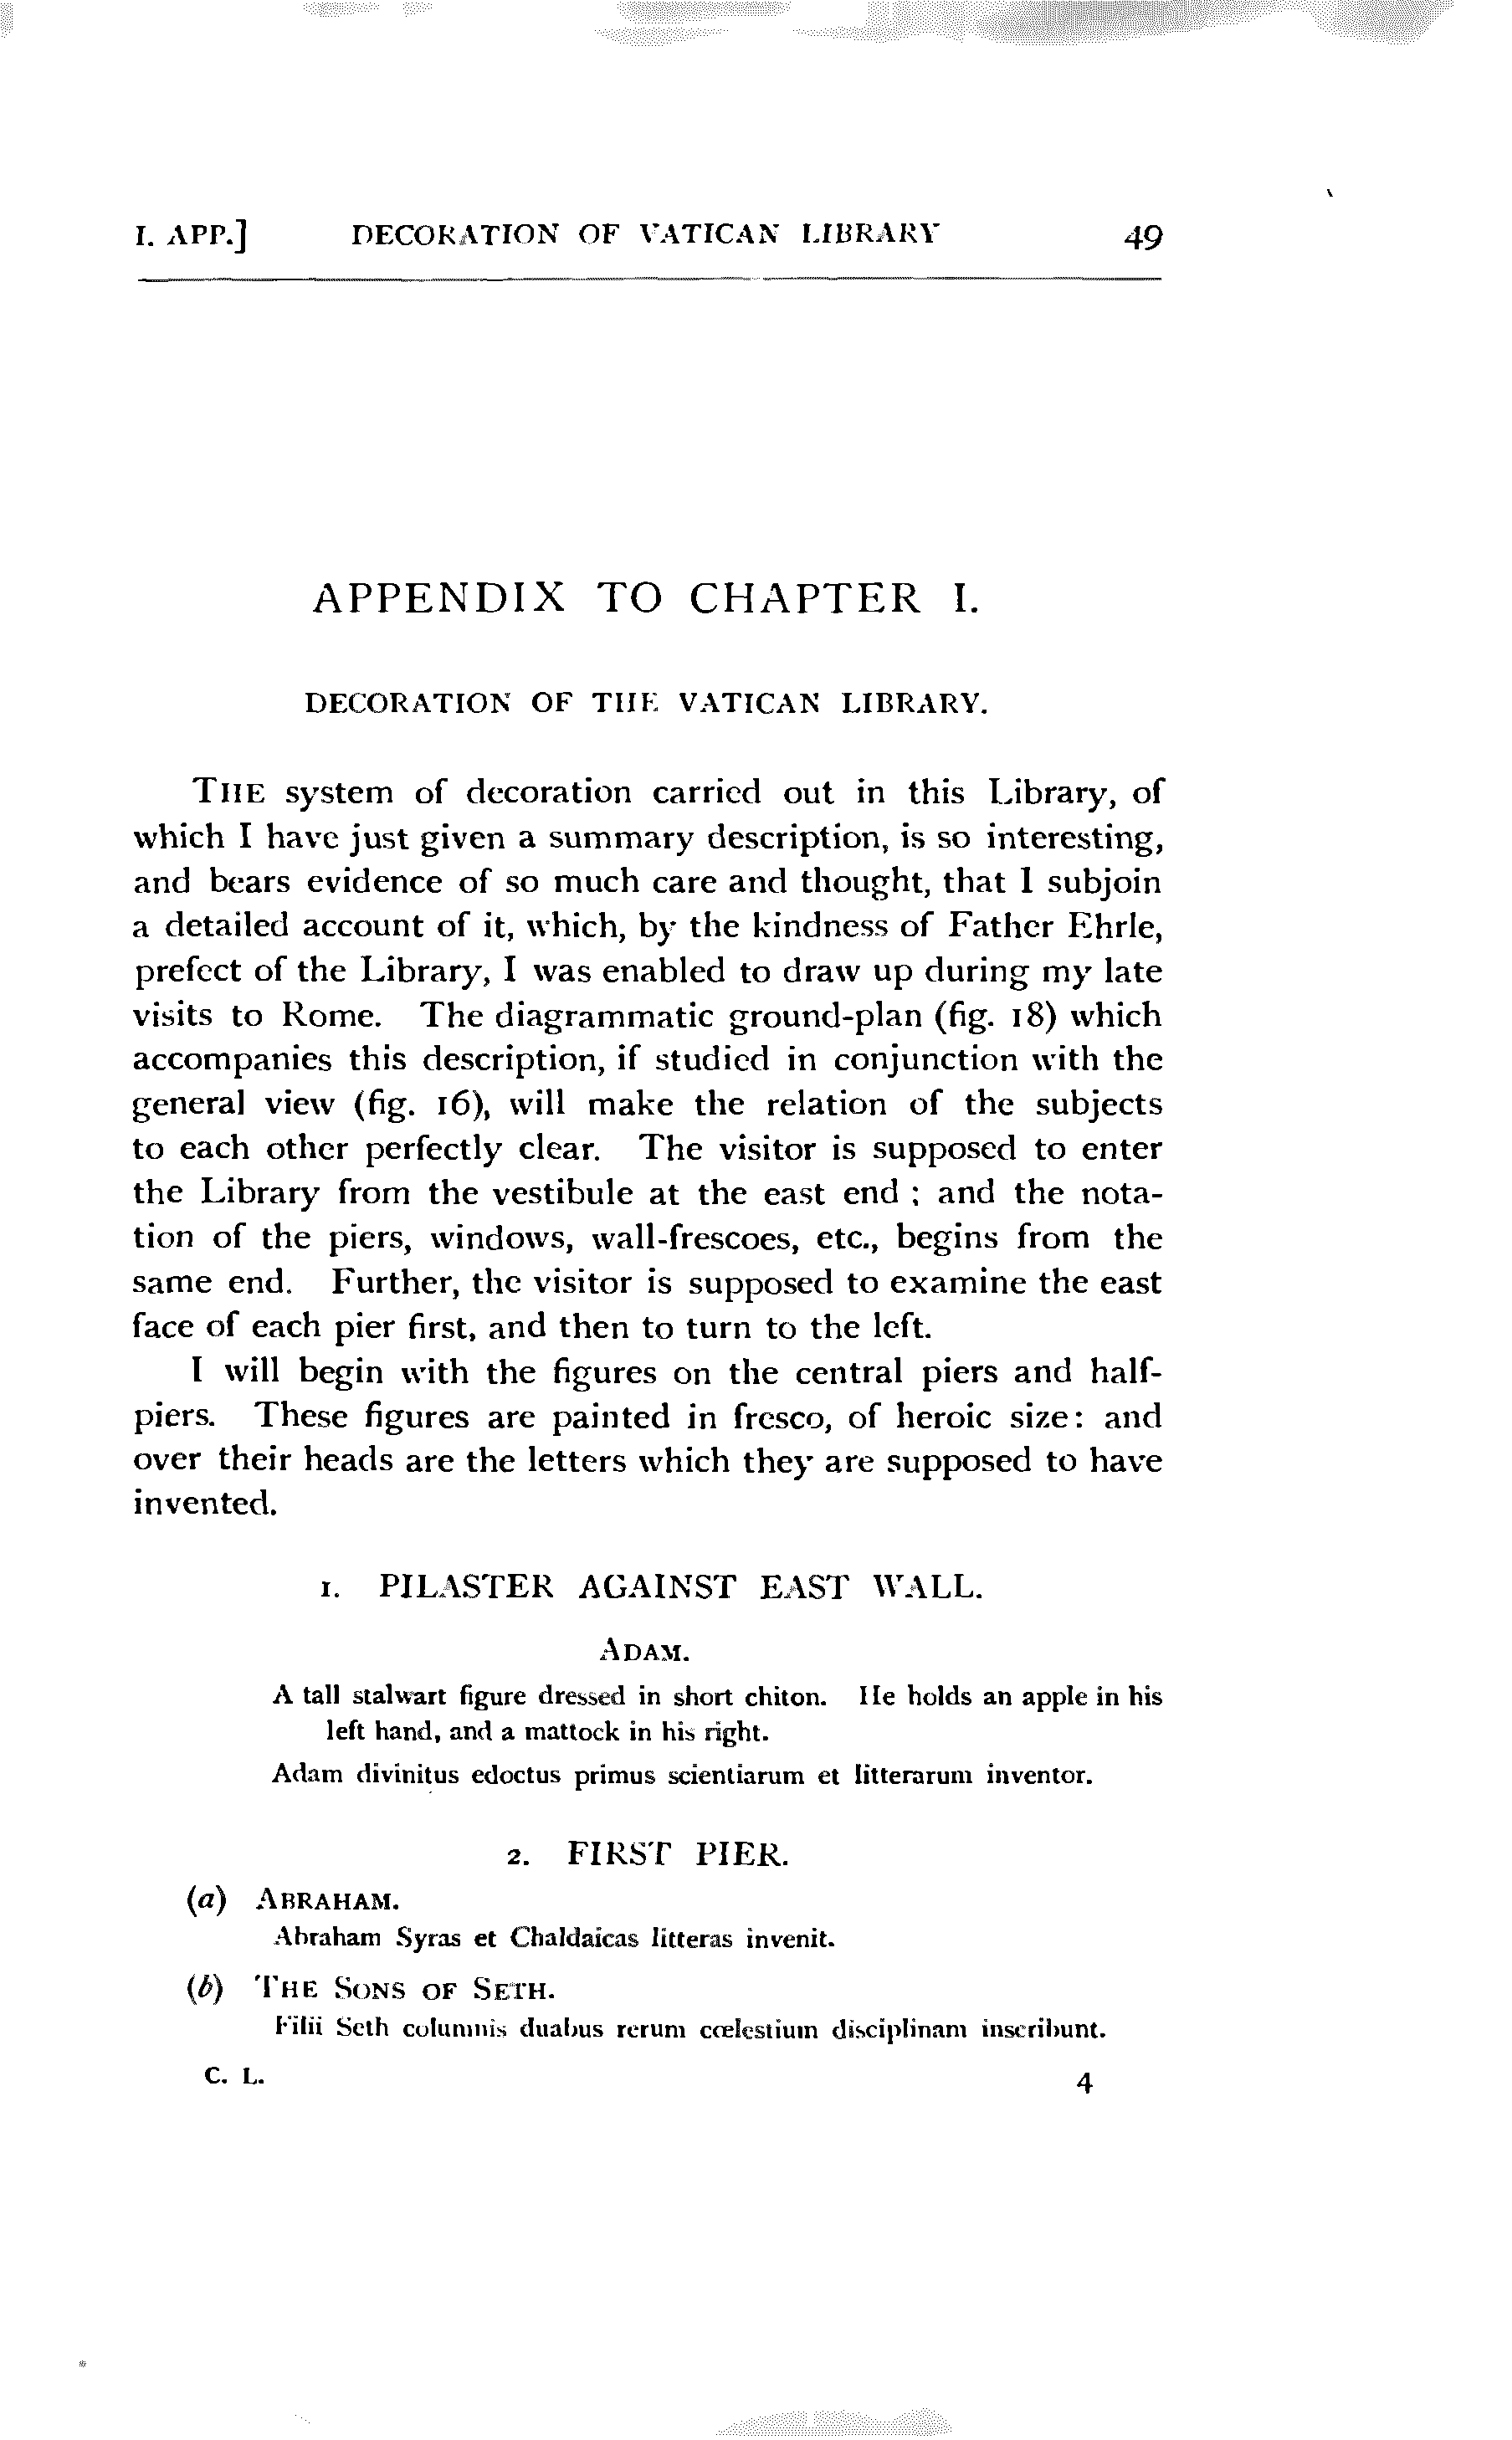 I. APP.] DECORATION OF VATICAN LIBRARY 49
APPENDIX TO CHAPTER I.
DECORATION OF THE VATICAN LIBRARY.
THE system of decoration carried out in this Library, of
which I have just given a summary description, is so interesting,
and bears evidence of so much care and thought, that I subjoin
a detailed account of it, which, by the kindness of Father Ehrle,
prefect of the Library, I was enabled to draw up during my late
visits to Rome. The diagrammatic ground-plan (fig. 18) which
accompanies this description, if studied in conjunction with the
general view (fig. 16), will make the relation of the subjects
to each other perfectly clear. The visitor is supposed to enter
the Library from the vestibule at the east end ; and the nota-
tion of the piers, windows, wall-frescoes, etc., begins from the
same end. Further, the visitor is supposed to examine the east
face of each pier first, and then to turn to the left.
I will begin with the figures on the central piers and half-
piers. These figures are painted in fresco, of heroic size: and
over their heads are the letters which they are supposed to have
invented.
1. PILASTER AGAINST EAST WALL.
ADAM.
A tall stalwart figure dressed in short chiton. He holds an apple in his
left hand, and a mattock in his right.
Adam divinitus edoctus primus scientiarum et litterarum inventor.
2. FIRST PIER.
(a) ABRAHAM.
Abraham Syras et Chaldaicas litteras invenit.
(b) THE SONS OF SETH.
Filii Seth columnis duabus rerum cœlestium disciplinam inscribunt.
C. L. 4